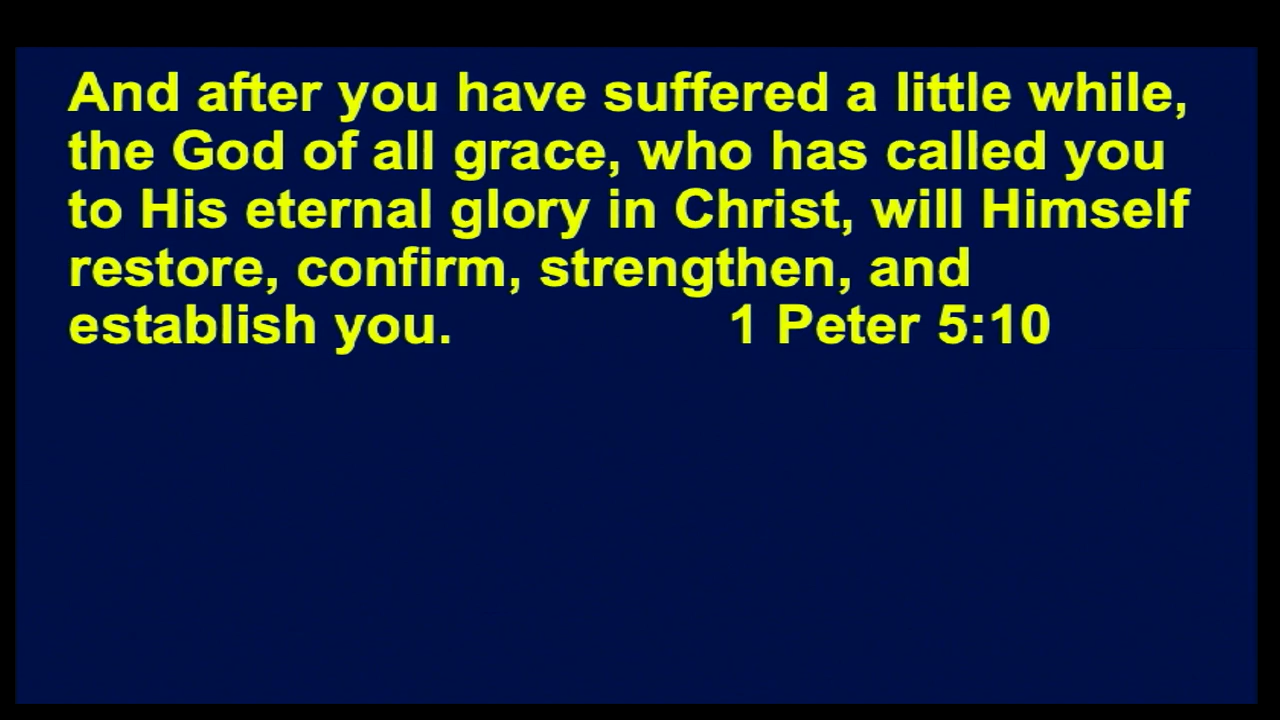 And after you have suffered a little while,
the God of all grace, who has called you
to His eternal glory in Christ, will Himself
restore, confirm, strengthen, and
establish you. 1 Peter 5:10